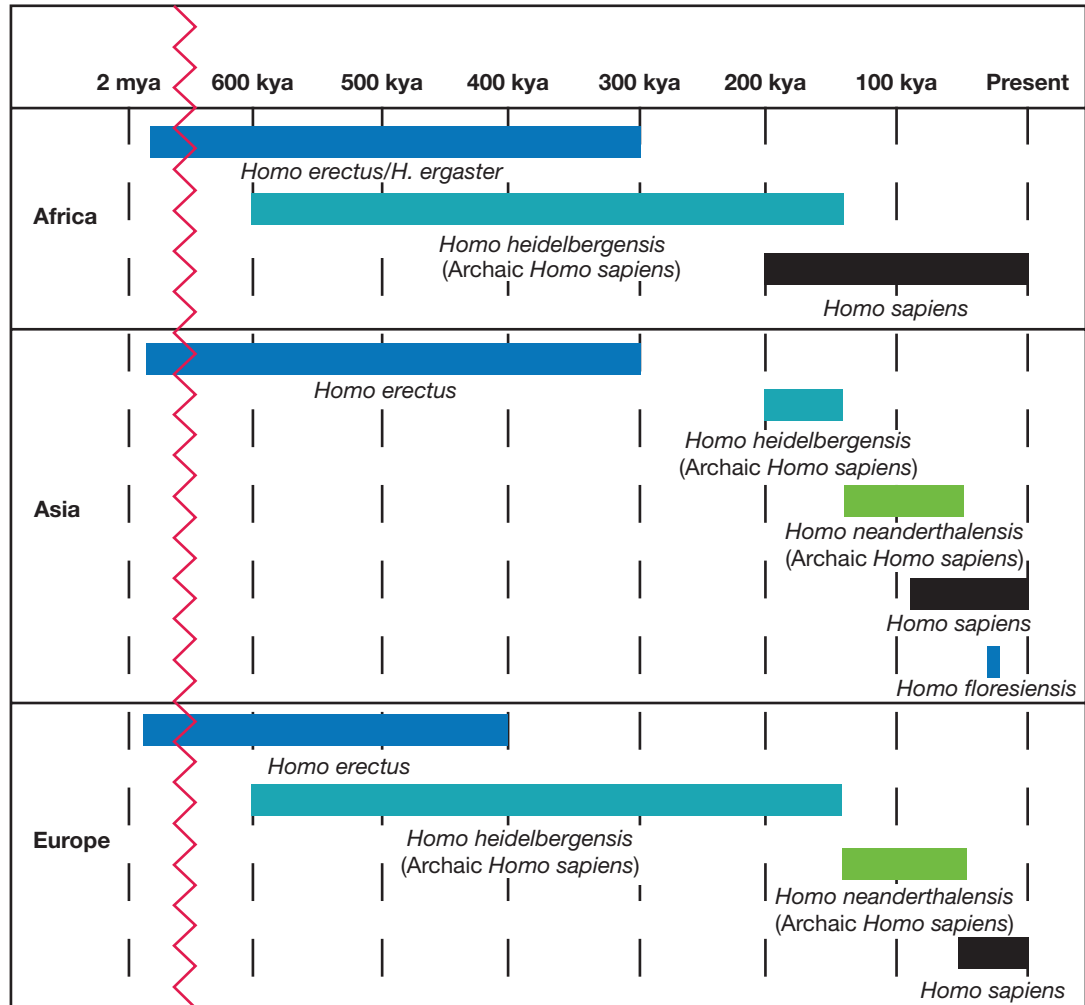 2 mya 600 kya 500 kya 400 kya 300 kya 200 kya 100 kya Present
Homo erectus/H. ergaster
Africa
Homo heidelbergensis
(Archaic Homo sapiens)
Homo sapiens
Homo erectus
Homo heidelbergensis
(Archaic Homo sapiens)
Asia
Homo neanderthalensis
(Archaic Homo sapiens)
Homo sapiens
Homo floresiensis
Homo erectus
Europe
Homo heidelbergensis
(Archaic Homo sapiens)
Homo neanderthalensis
(Archaic Homo sapiens)
Homo sapiens